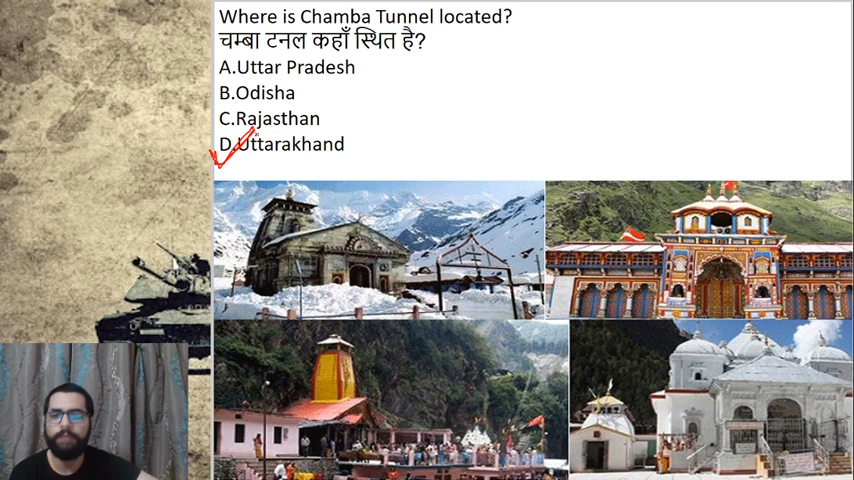 Where is Chamba Tunnel located?
चम्बा टनल कहाँ स्थित है?
A.Uttar Pradesh
B.Odisha
C.Rajasthan
D.Uttarakhand